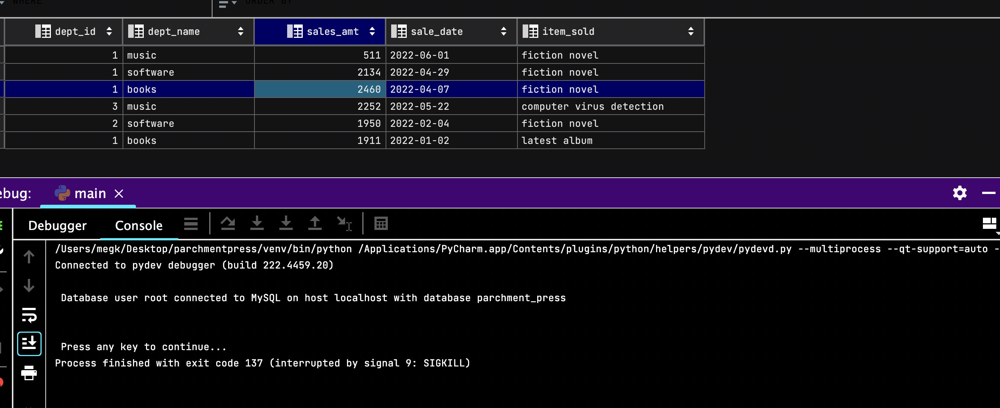 WHERE ORDER BY
dept_id dept_name sales_amt sale_date item_sold
1 music 511 2022-06-01 fiction novel
1 software 2134 2022-04-29 fiction novel
1 books 2460 2022-04-07 fiction novel
3 music 2252 2022-05-22 computer virus detection
2 software 1950 2022-02-04 fiction novel
1 books 1911 2022-01-02 latest album
ebug: main
Debugger Console
/Users/megk/Desktop/parchmentpress/venv/bin/python /Applications/PyCharm.app/Contents/plugins/python/helpers/pydev/pydevd.py --multiprocess --qt-support=auto -
Connected to pydev debugger (build 222.4459.20)
Database user root connected to MySQL on host localhost with database parchment_press
Press any key to continue...
Process finished with exit code 137 (interrupted by signal 9: SIGKILL)